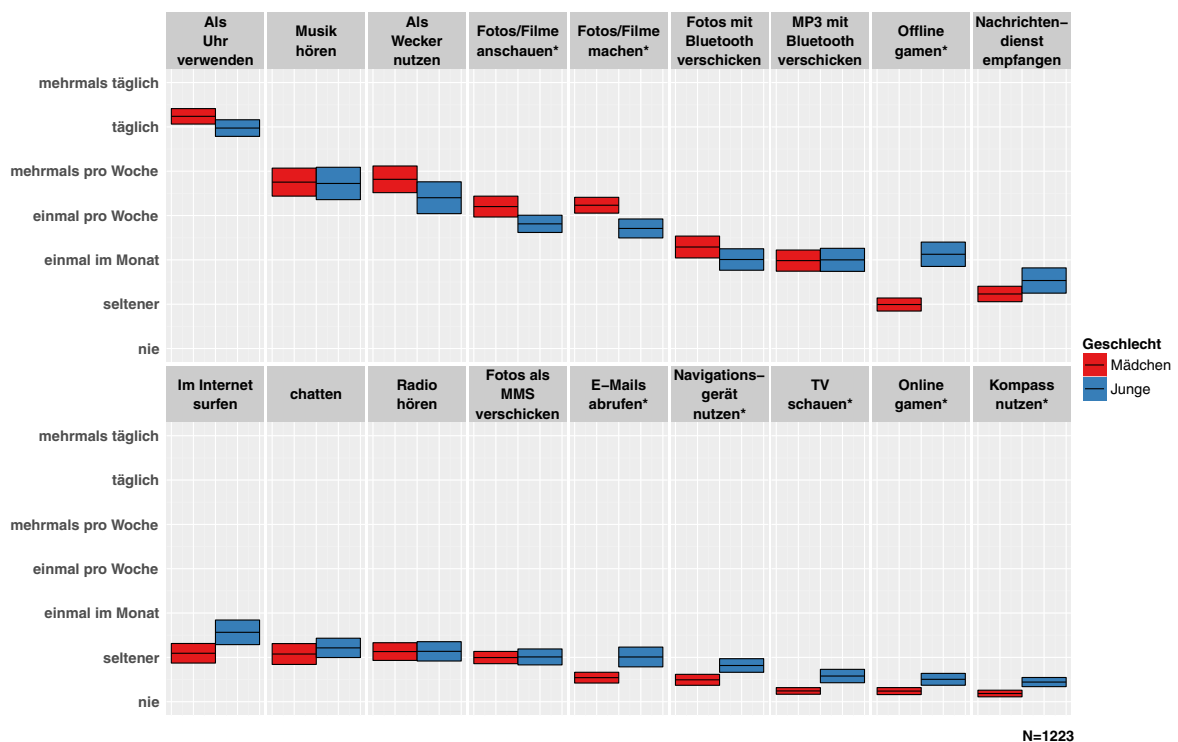 Als
Uhr
verwenden
Musik
hören
Als
Wecker
nutzen
Fotos/Filme
anschauen*
Fotos/Filme
machen*
Fotos mit
Bluetooth
verschicken
MP3 mit
Bluetooth
verschicken
Offline
gamen*
Nachrichten−
dienst
empfangen
mehrmals täglich
täglich
mehrmals pro Woche
einmal pro Woche
einmal im Monat
seltener
nie
Geschlecht
Mädchen
Junge
Im Internet
surfen
chatten
Radio
hören
Fotos als
MMS
verschicken
E−Mails
abrufen*
Navigations−
gerät
nutzen*
TV
schauen*
Online
gamen*
Kompass
nutzen*
mehrmals täglich
täglich
mehrmals pro Woche
einmal pro Woche
einmal im Monat
seltener
nie
N=1223